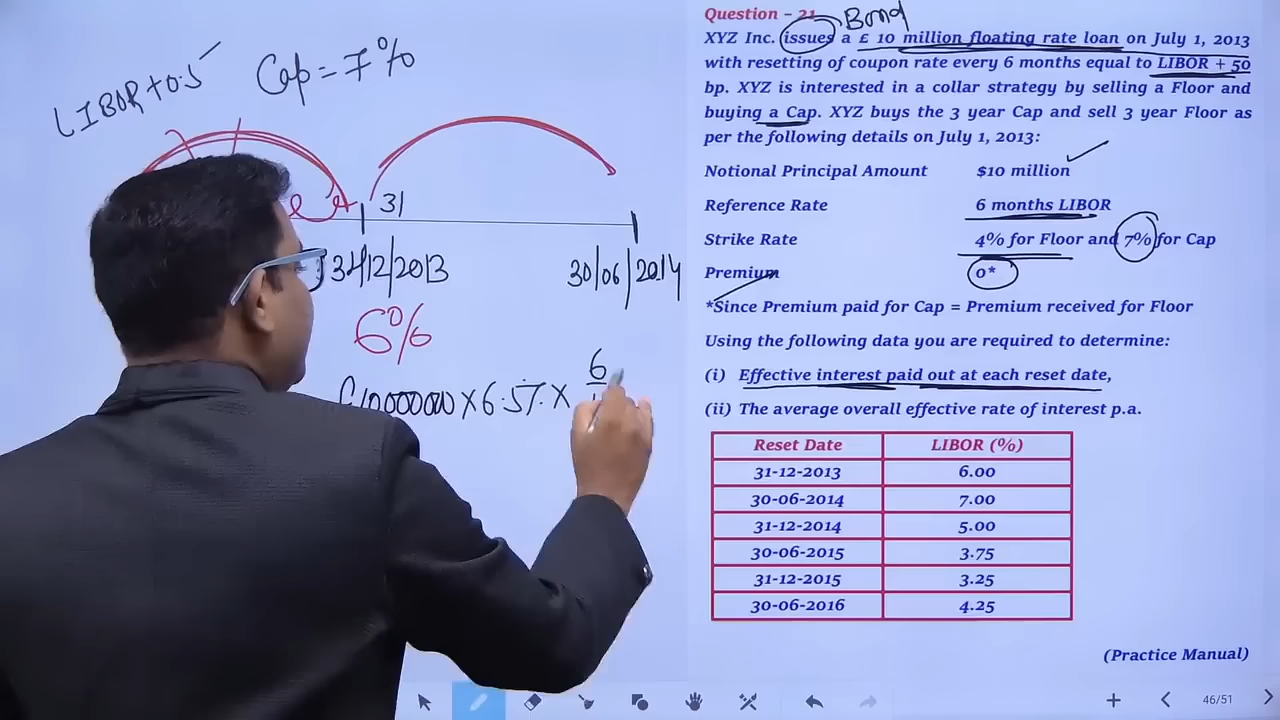 LIBOR + 0.5
Cap = 7%
31
31/12/2013
30/06/2014
6%
10000000 × 6.5% × 6
Question – 21
Bond
XYZ Inc. issues a £ 10 million floating rate loan on July 1, 2013
with resetting of coupon rate every 6 months equal to LIBOR + 50
bp. XYZ is interested in a collar strategy by selling a Floor and
buying a Cap. XYZ buys the 3 year Cap and sell 3 year Floor as
per the following details on July 1, 2013:
Notional Principal Amount $10 million
Reference Rate 6 months LIBOR
Strike Rate 4% for Floor and 7% for Cap
Premium 0*
*Since Premium paid for Cap = Premium received for Floor
Using the following data you are required to determine:
(i) Effective interest paid out at each reset date,
(ii) The average overall effective rate of interest p.a.
Reset Date LIBOR (%)
31-12-2013 6.00
30-06-2014 7.00
31-12-2014 5.00
30-06-2015 3.75
31-12-2015 3.25
30-06-2016 4.25
(Practice Manual)
46/51